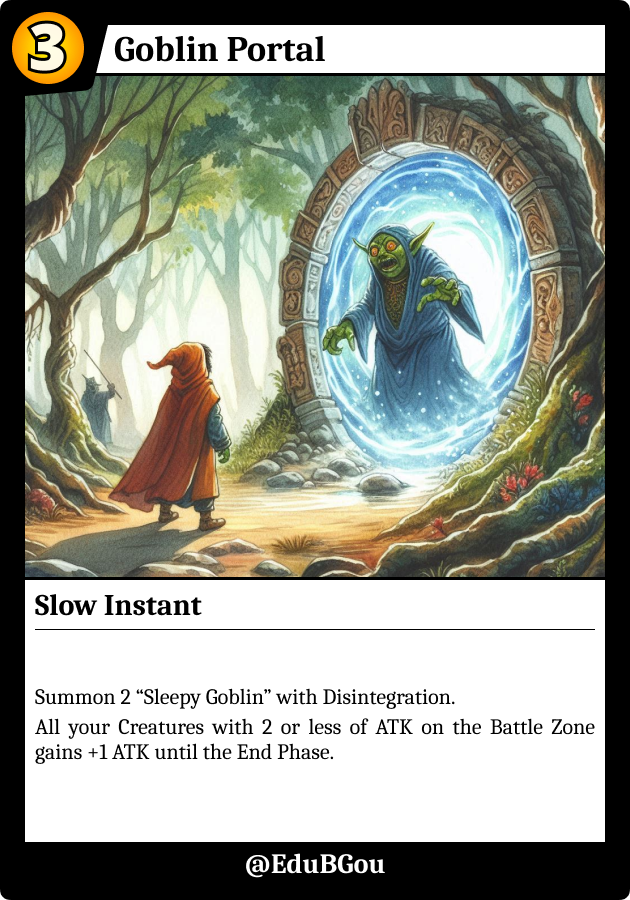 3
Goblin Portal
Slow Instant
Summon 2 “Sleepy Goblin” with Disintegration.
All your Creatures with 2 or less of ATK on the Battle Zone
gains +1 ATK until the End Phase.
@EduBGou